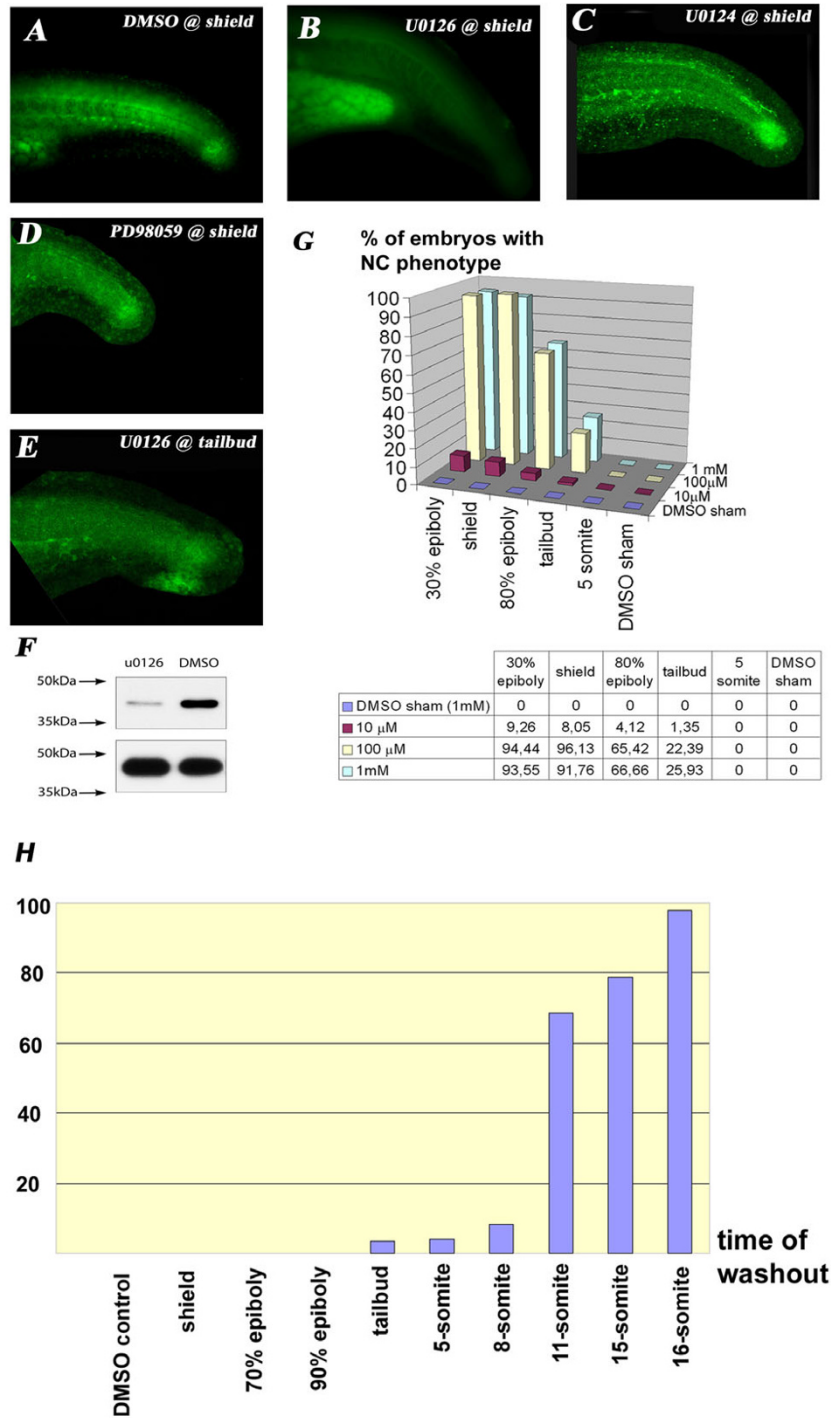 A DMSO @ shield
B U0126 @ shield
C U0124 @ shield
D PD98059 @ shield
G % of embryos with
NC phenotype
100
90
80
70
60
50
40
30
20
10
0
1 mM
100µM
10µM
DMSO sham
30% epiboly
shield
80% epiboly
tailbud
5 somite
DMSO sham
E U0126 @ tailbud
F
u0126 DMSO
50kDa
35kDa
50kDa
35kDa
30% epiboly shield 80% epiboly tailbud 5 somite DMSO sham
DMSO sham (1mM) 0 0 0 0 0 0
10 µM 9,26 8,05 4,12 1,35 0 0
100 µM 94,44 96,13 65,42 22,39 0 0
1mM 93,55 91,76 66,66 25,93 0 0
H
100
80
60
40
20
time of
washout
DMSO control
shield
70% epiboly
90% epiboly
tailbud
5-somite
8-somite
11-somite
15-somite
16-somite